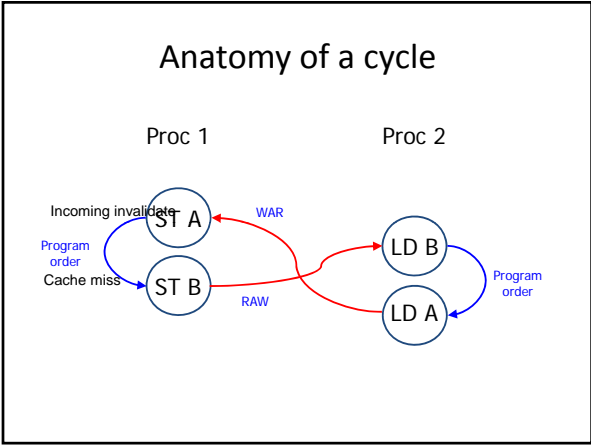 Anatomy of a cycle
Proc 1
Proc 2
Incoming invalidate
ST A
WAR
LD B
Program
order
Cache miss
ST B
RAW
Program
order
LD A